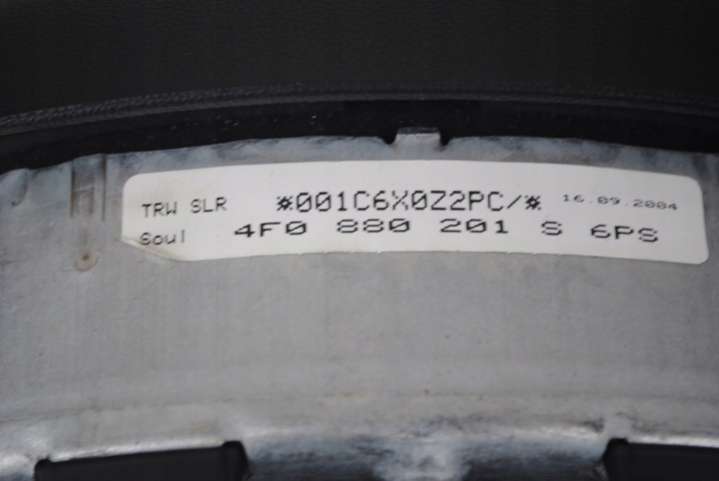 TRW SLR *001C6X0Z2PC/* 16.09.2004
Soul 4F0 880 201 S 6PS